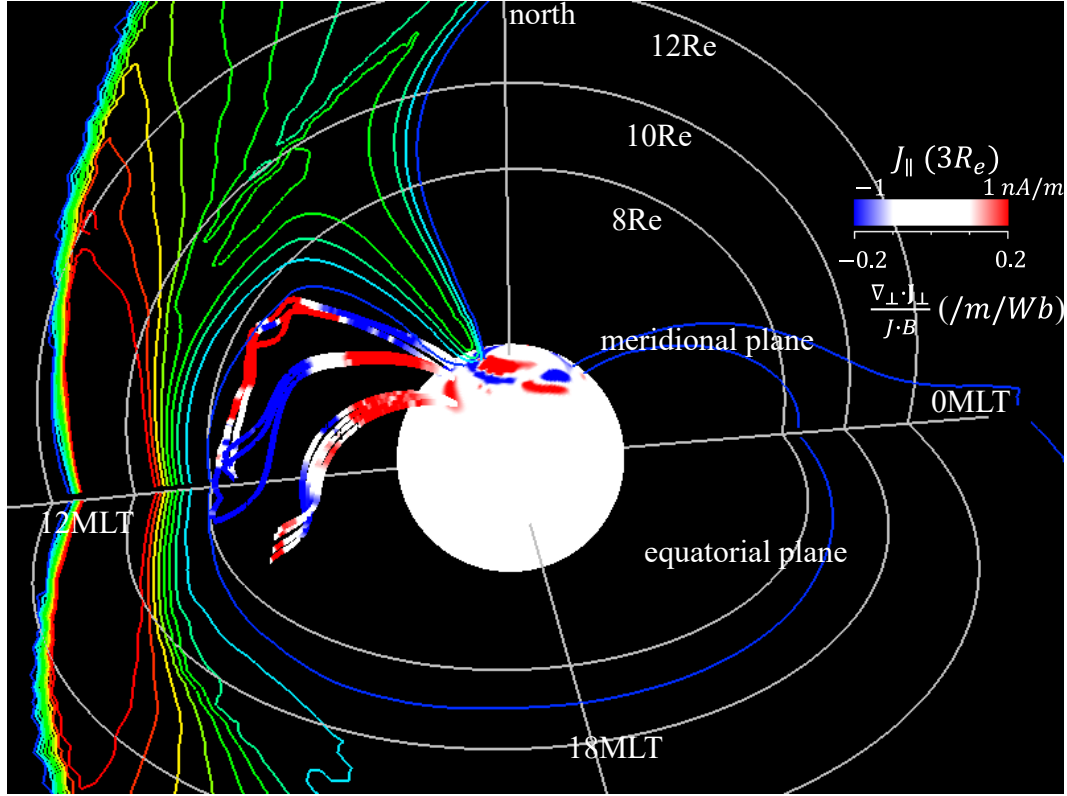 north
12Re
10Re
J∥ (3Re)
−1 1 nA/m
8Re
−0.2 0.2
∇⊥·J⊥/J·B (/m/Wb)
meridional plane
0MLT
12MLT
equatorial plane
18MLT